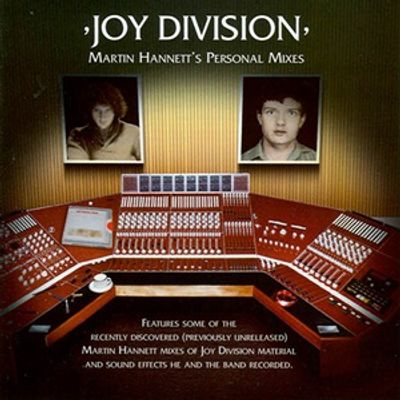 ’JOY DIVISION’
MARTIN HANNETT'S PERSONAL MIXES
FEATURES SOME OF THE
RECENTLY DISCOVERED (PREVIOUSLY UNRELEASED)
MARTIN HANNETT MIXES OF JOY DIVISION MATERIAL
AND SOUND EFFECTS HE AND THE BAND RECORDED.